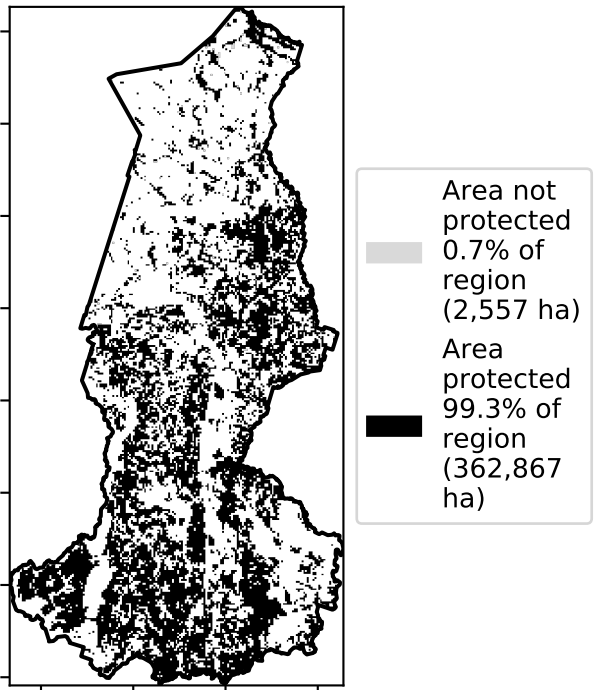 Area not
protected
0.7% of
region
(2,557 ha)
Area
protected
99.3% of
region
(362,867
ha)